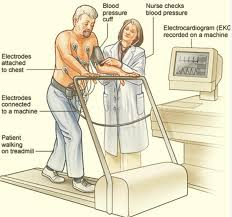 Blood
pressure
cuff
Nurse checks
blood pressure
Electrocardiogram (EKG
recorded on a machine
Electrodes
attached
to chest
Electrodes
connected
to a machine
Patient
walking
on treadmill